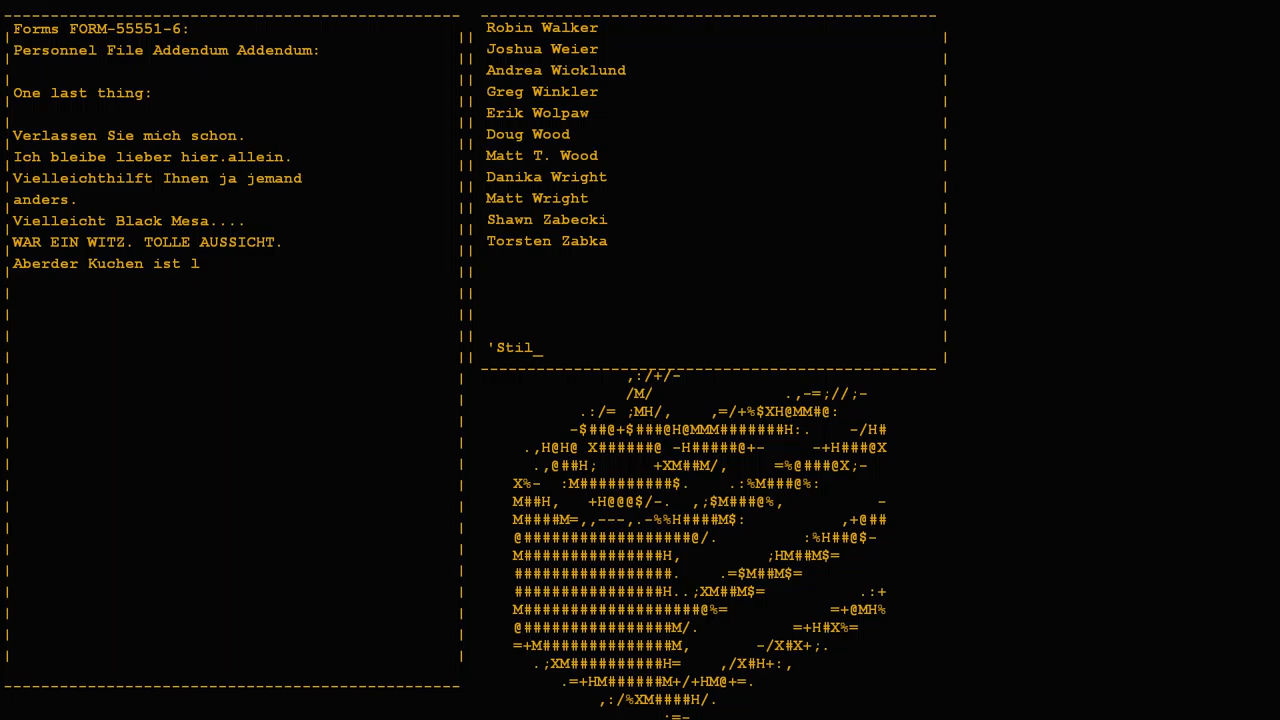 Forms FORM-55551-6:
Personnel File Addendum Addendum:
One last thing:
Verlassen Sie mich schon.
Ich bleibe lieber hier.allein.
Vielleichthilft Ihnen ja jemand
anders.
Vielleicht Black Mesa....
WAR EIN WITZ. TOLLE AUSSICHT.
Aberder Kuchen ist l
Robin Walker
Joshua Weier
Andrea Wicklund
Greg Winkler
Erik Wolpaw
Doug Wood
Matt T. Wood
Danika Wright
Matt Wright
Shawn Zabecki
Torsten Zabka
'Stil_